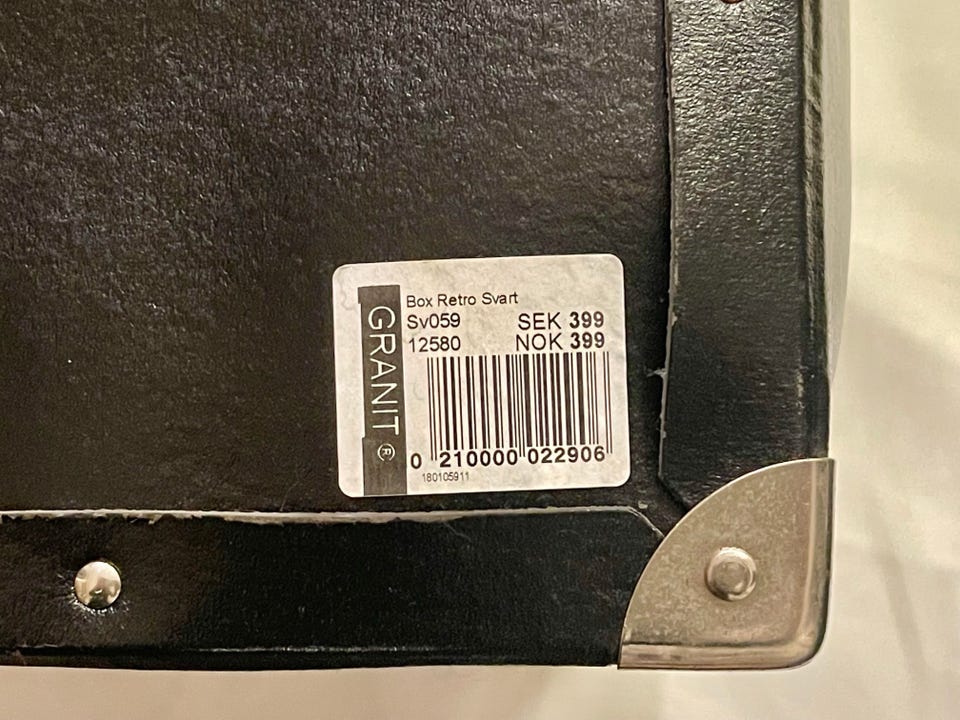 GRANIT®
Box Retro Svart
Sv059 SEK 399
12580 NOK 399
0 210000 022906
180105911